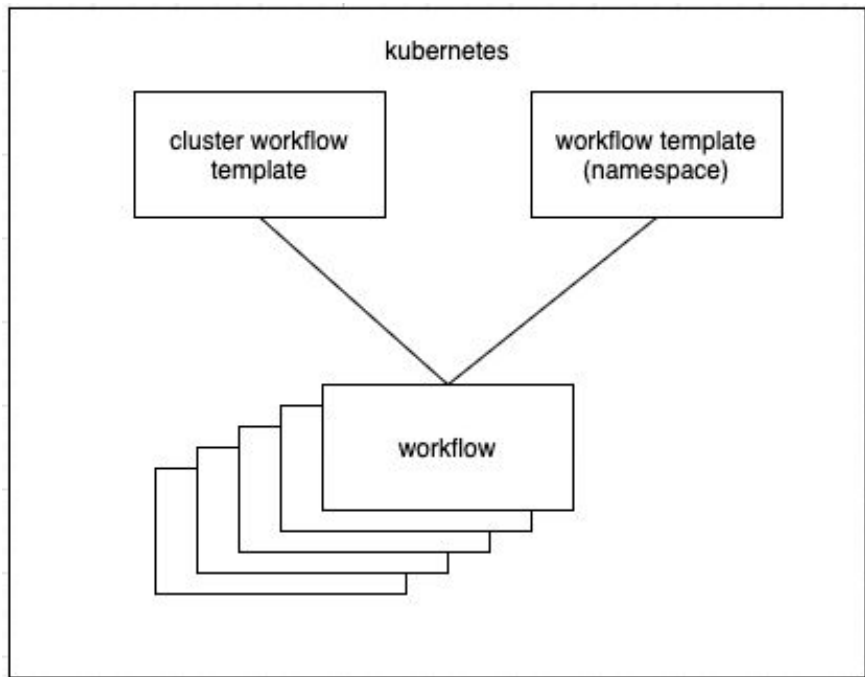 kubernetes
cluster workflow
template
workflow template
(namespace)
workflow